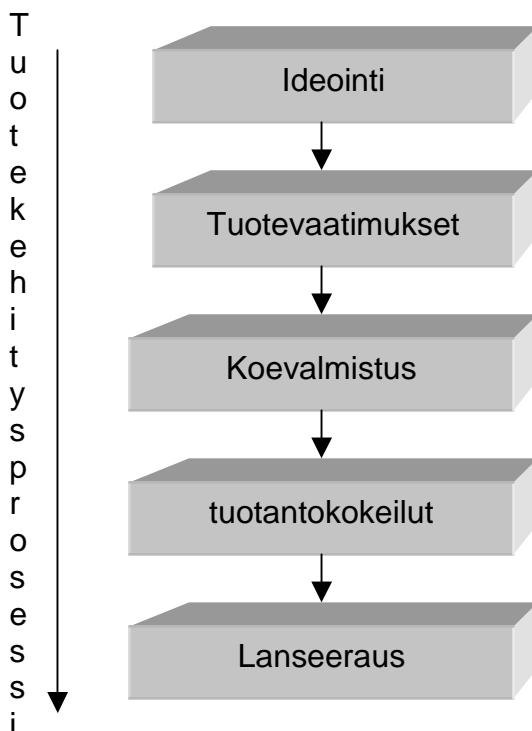 Tuotekehitysprosessi
Ideointi
Tuotevaatimukset
Koevalmistus
tuotantokokeilut
Lanseeraus